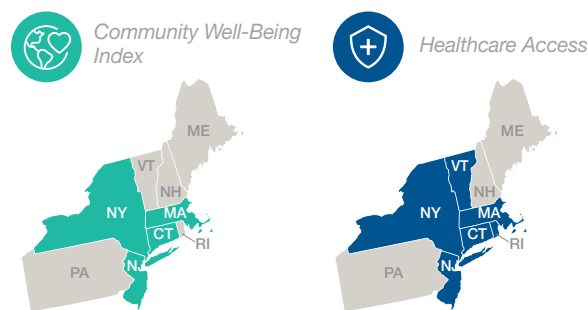 Community Well-Being
Index
Healthcare Access
ME
VT
NH
NY
MA
CT
RI
PA
NJ
ME
VT
NH
NY
MA
CT
RI
PA
NJ